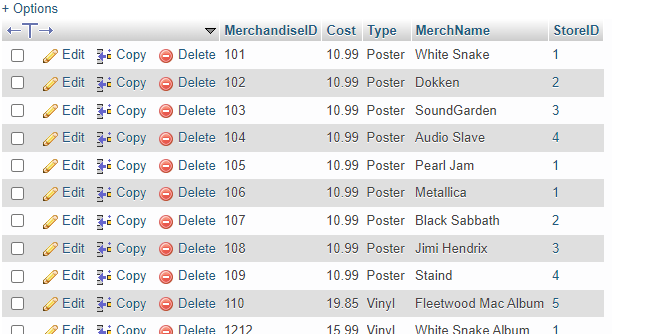 + Options
MerchandiseID Cost Type MerchName StoreID
Edit Copy Delete 101 10.99 Poster White Snake 1
Edit Copy Delete 102 10.99 Poster Dokken 2
Edit Copy Delete 103 10.99 Poster SoundGarden 3
Edit Copy Delete 104 10.99 Poster Audio Slave 4
Edit Copy Delete 105 10.99 Poster Pearl Jam 1
Edit Copy Delete 106 10.99 Poster Metallica 1
Edit Copy Delete 107 10.99 Poster Black Sabbath 2
Edit Copy Delete 108 10.99 Poster Jimi Hendrix 3
Edit Copy Delete 109 10.99 Poster Staind 4
Edit Copy Delete 110 19.85 Vinyl Fleetwood Mac Album 5
Edit Copy Delete 1212 15.99 Vinyl White Snake Album 1